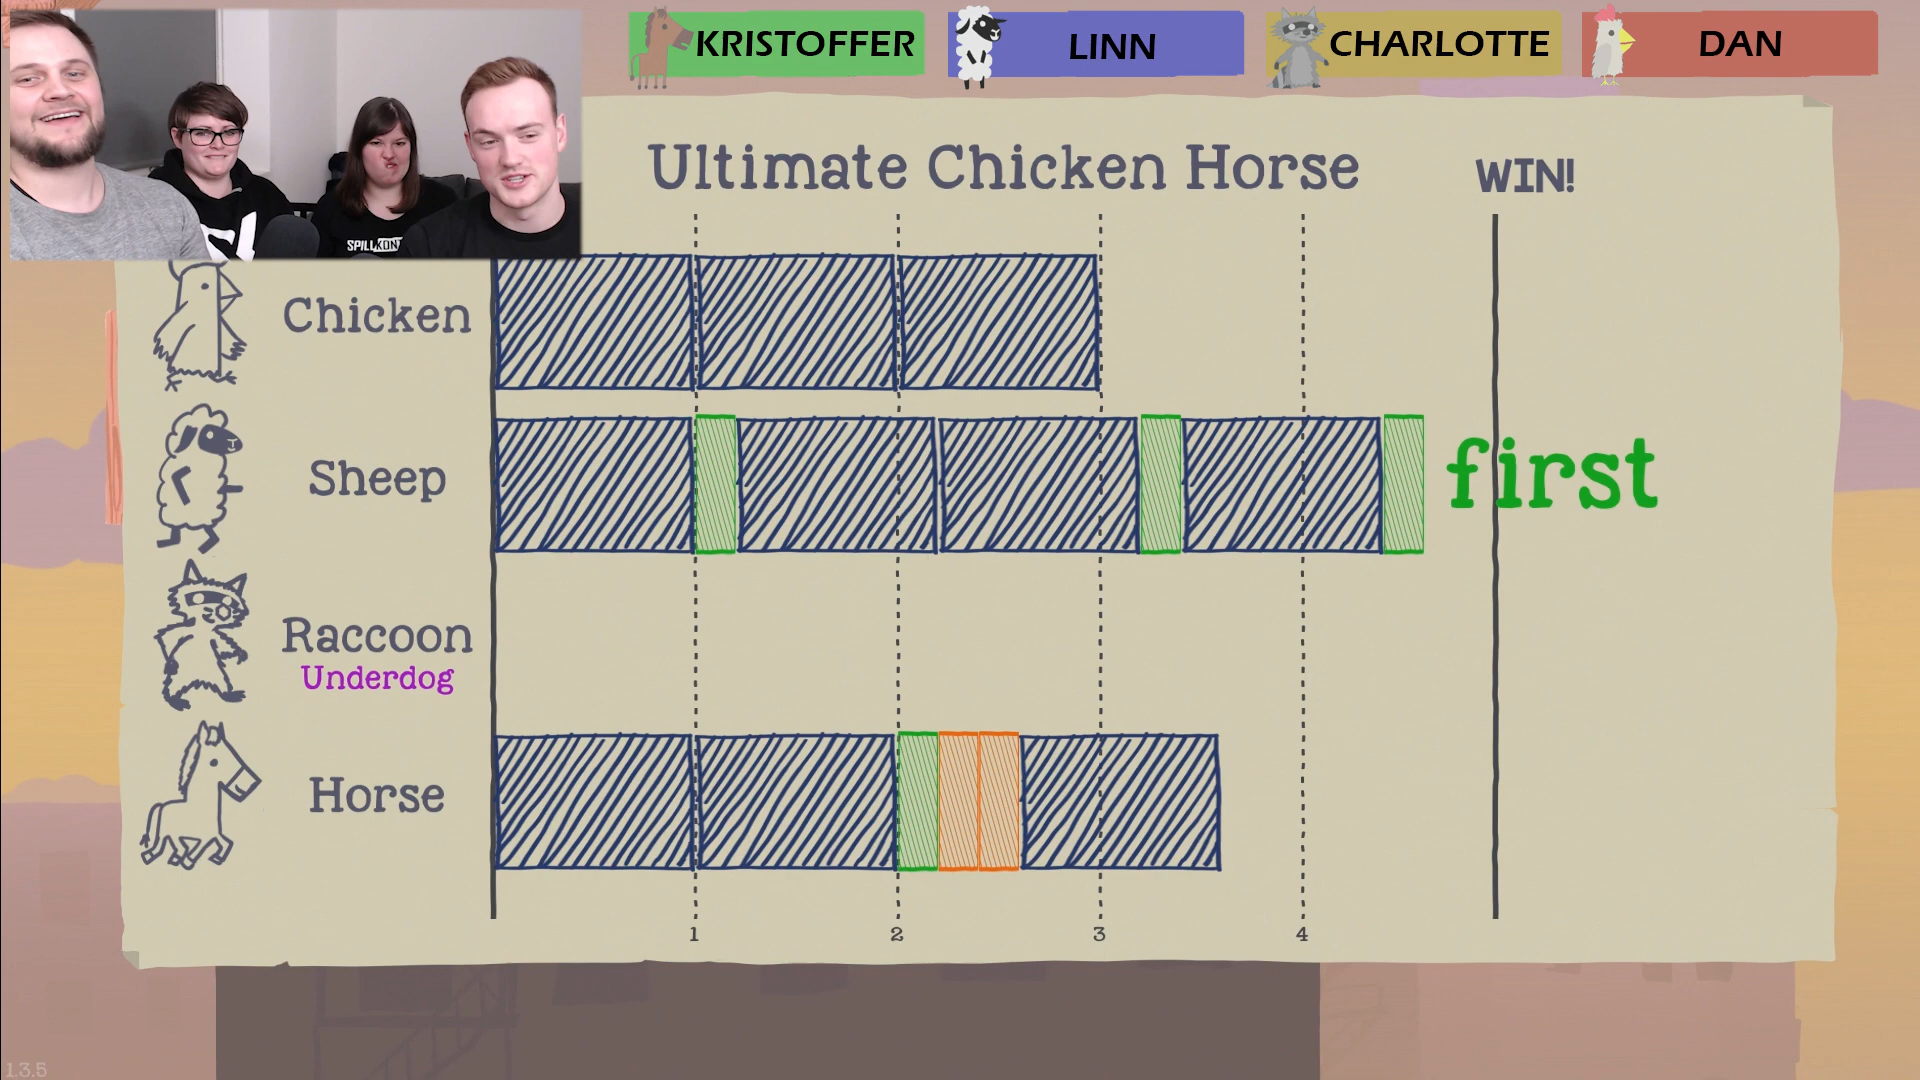 KRISTOFFER
LINN
CHARLOTTE
DAN
Ultimate Chicken Horse
WIN!
SPILLKON
Chicken
Sheep
first
Raccoon
Underdog
Horse
1
2
3
4
1.3.5